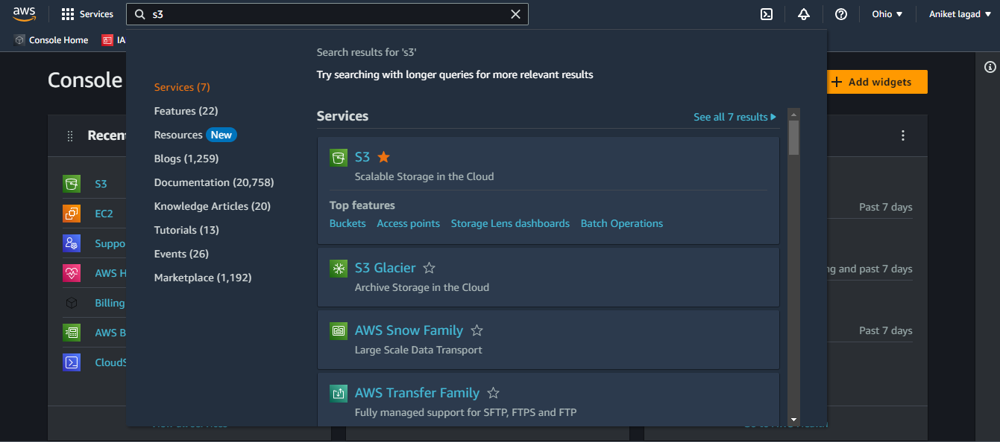 aws Services s3 Ohio Aniket lagad
Console Home IA
Search results for 's3'
Try searching with longer queries for more relevant results
Console
Add widgets
Services (7)
Features (22)
Resources New
Blogs (1,259)
Documentation (20,758)
Knowledge Articles (20)
Tutorials (13)
Events (26)
Marketplace (1,192)
Services See all 7 results
S3
Scalable Storage in the Cloud
Top features
Buckets Access points Storage Lens dashboards Batch Operations
S3 Glacier
Archive Storage in the Cloud
AWS Snow Family
Large Scale Data Transport
AWS Transfer Family
Fully managed support for SFTP, FTPS and FTP
Recent
S3
EC2
Suppo
AWS H
Billing
AWS B
CloudS
Past 7 days
ng and past 7 days
Past 7 days